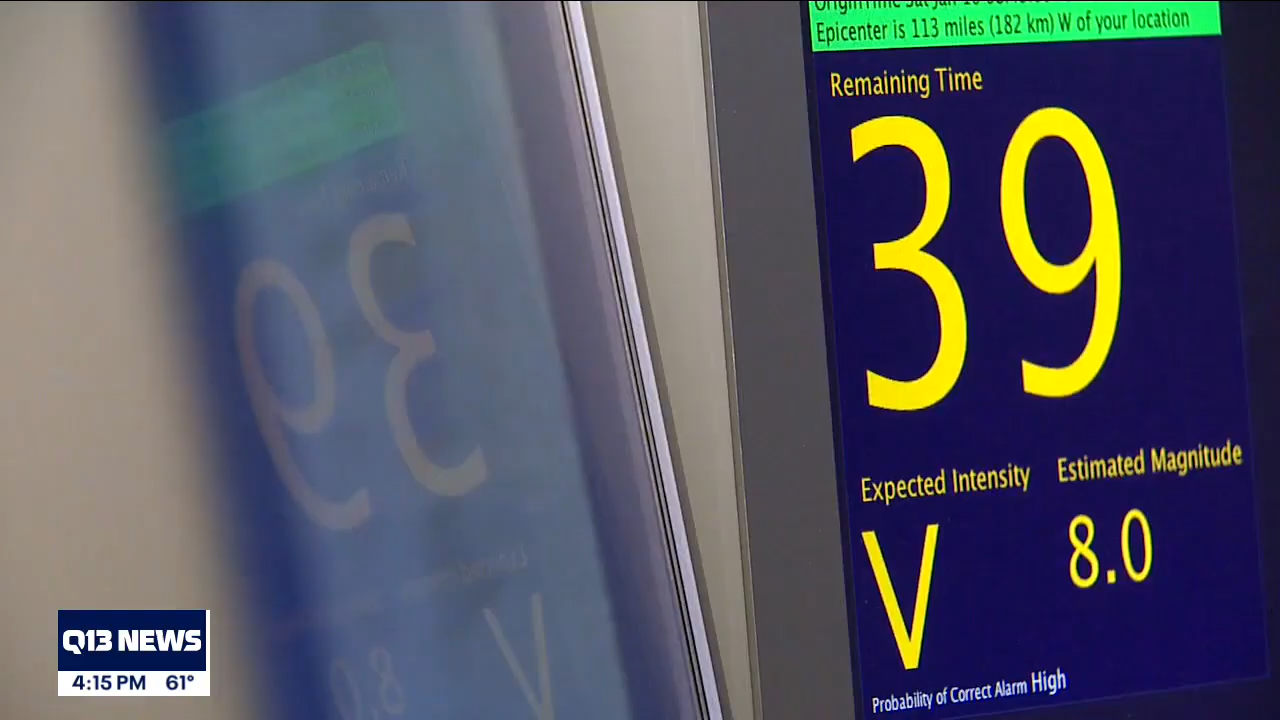 Epicenter is 113 miles (182 km) W of your location
Remaining Time
39
Expected Intensity
Estimated Magnitude
V
8.0
Probability of Correct Alarm High
Q13 NEWS
4:15 PM 61°